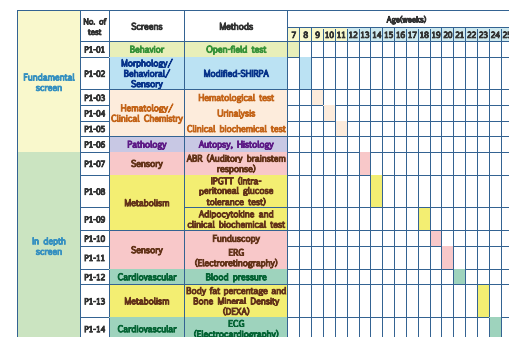 No. of
test
Screens
Methods
Age(weeks)
7 8 9 10 11 12 13 14 15 16 17 18 19 20 21 22 23 24 25
Fundamental
screen
P1-01
Behavior
Open-field test
P1-02
Morphology/
Behavioral/
Sensory
Modified-SHIRPA
P1-03
Hematology/
Clinical Chemistry
Hematological test
P1-04
Urinalysis
P1-05
Clinical biochemical test
P1-06
Pathology
Autopsy, Histology
In depth
screen
P1-07
Sensory
ABR (Auditory brainstem
response)
P1-08
Metabolism
IPGTT (Intra-
peritoneal glucose
tolerance test)
P1-09
Adipocytokine and
clinical biochemical test
P1-10
Sensory
Funduscopy
P1-11
ERG
(Electroretinography)
P1-12
Cardiovascular
Blood pressure
P1-13
Metabolism
Body fat percentage and
Bone Mineral Density
(DEXA)
P1-14
Cardiovascular
ECG
(Electrocardiography)